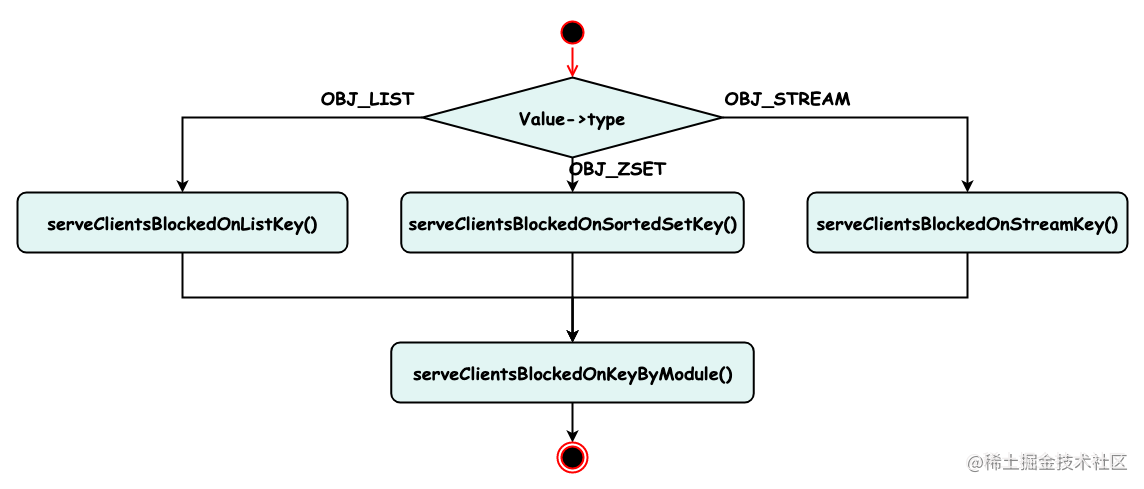 OBJ_LIST
OBJ_STREAM
Value->type
OBJ_ZSET
serveClientsBlockedOnListKey()
serveClientsBlockedOnSortedSetKey()
serveClientsBlockedOnStreamKey()
serveClientsBlockedOnKeyByModule()
@稀土掘金技术社区